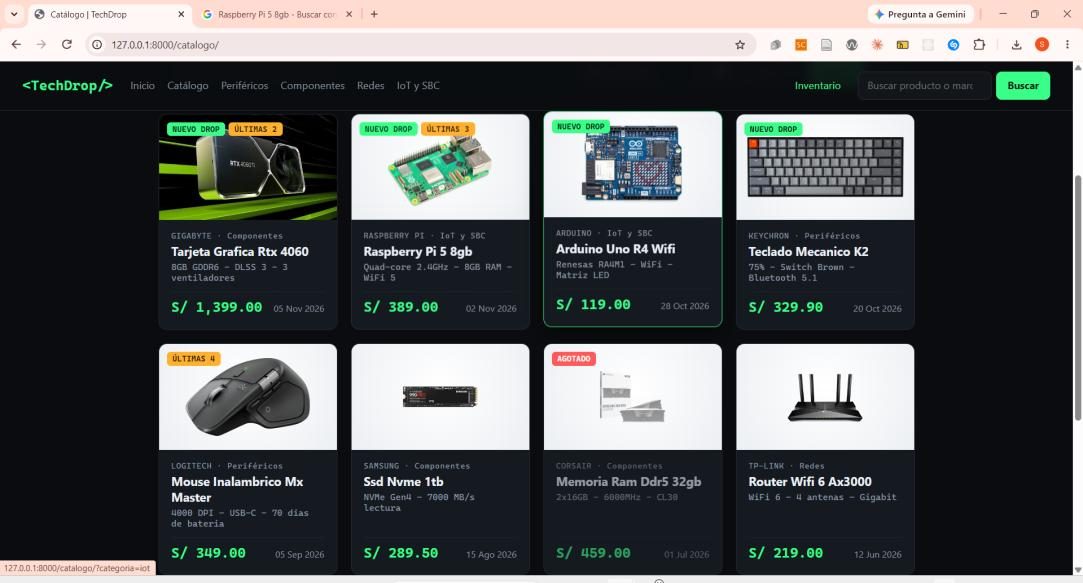 Catálogo | TechDrop
Raspberry Pi 5 8gb - Buscar con
Pregunta a Gemini
127.0.0.1:8000/catalogo/
<TechDrop/>
Inicio
Catálogo
Periféricos
Componentes
Redes
IoT y SBC
Inventario
Buscar producto o marc
Buscar
NUEVO DROP
ÚLTIMAS 2
RTX 4060Ti
GIGABYTE · Componentes
Tarjeta Grafica Rtx 4060
8GB GDDR6 - DLSS 3 - 3
ventiladores
S/ 1,399.00
05 Nov 2026
NUEVO DROP
ÚLTIMAS 3
RASPBERRY PI · IoT y SBC
Raspberry Pi 5 8gb
Quad-core 2.4GHz - 8GB RAM -
WiFi 5
S/ 389.00
02 Nov 2026
NUEVO DROP
ARDUINO · IoT y SBC
Arduino Uno R4 Wifi
Renesas RA4M1 - WiFi -
Matriz LED
S/ 119.00
28 Oct 2026
NUEVO DROP
KEYCHRON · Periféricos
Teclado Mecanico K2
75% - Switch Brown -
Bluetooth 5.1
S/ 329.90
20 Oct 2026
ÚLTIMAS 4
LOGITECH · Periféricos
Mouse Inalambrico Mx
Master
4000 DPI - USB-C - 70 dias
de bateria
S/ 349.00
05 Sep 2026
SAMSUNG · Componentes
Ssd Nvme 1tb
NVMe Gen4 - 7000 MB/s
lectura
S/ 289.50
15 Ago 2026
AGOTADO
CORSAIR · Componentes
Memoria Ram Ddr5 32gb
2x16GB - 6000MHz - CL30
S/ 459.00
01 Jul 2026
TP-LINK · Redes
Router Wifi 6 Ax3000
WiFi 6 - 4 antenas - Gigabit
S/ 219.00
12 Jun 2026
127.0.0.1:8000/catalogo/?categoria=iot